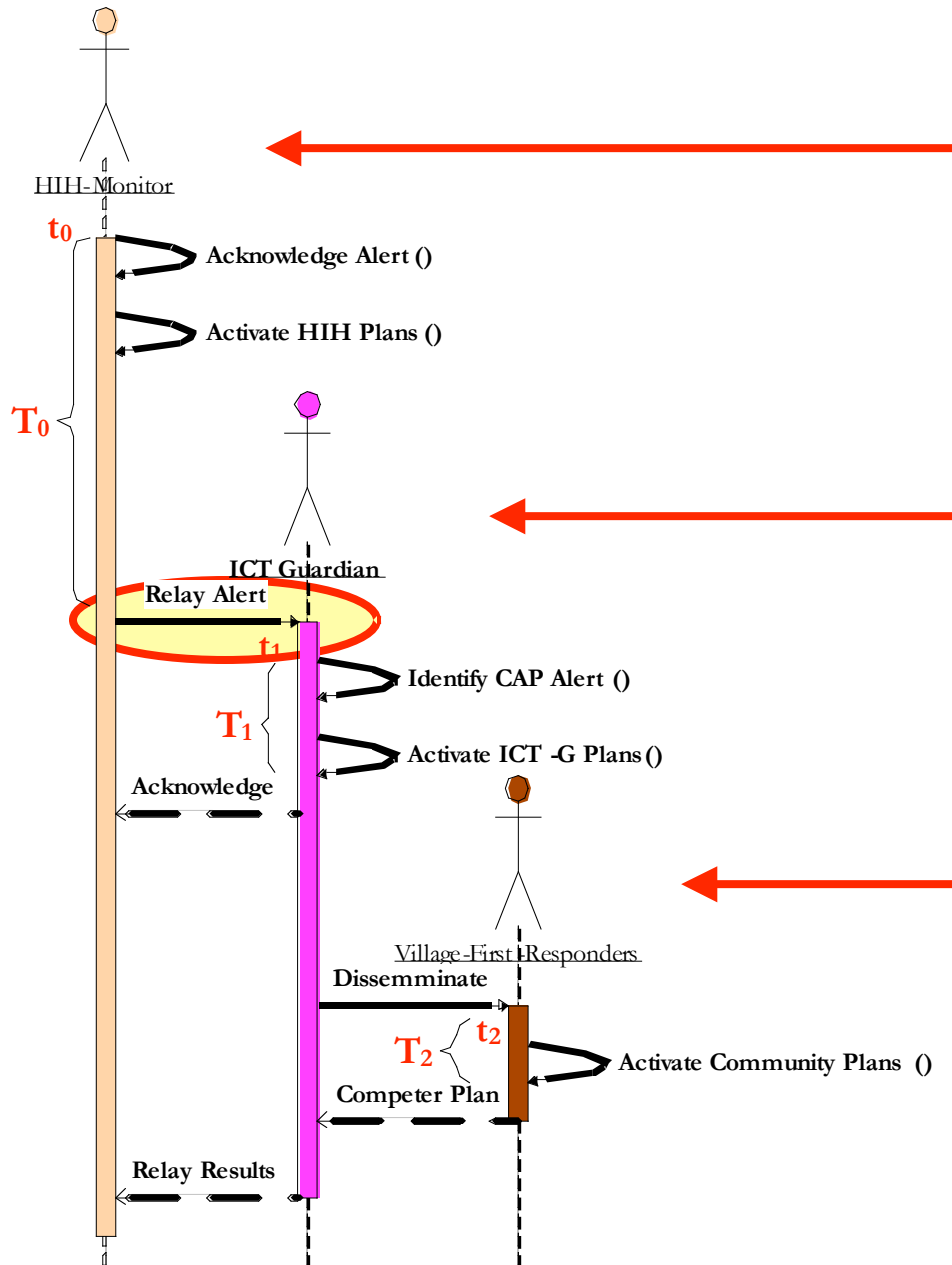 HIH-Monitor
t0
Acknowledge Alert ()
Activate HIH Plans ()
T0
ICT Guardian
Relay Alert
t1
Identify CAP Alert ()
T1
Activate ICT -G Plans()
Acknowledge
Village-First-Responders
Dissemminate
t2
T2
Activate Community Plans ()
Competer Plan
Relay Results